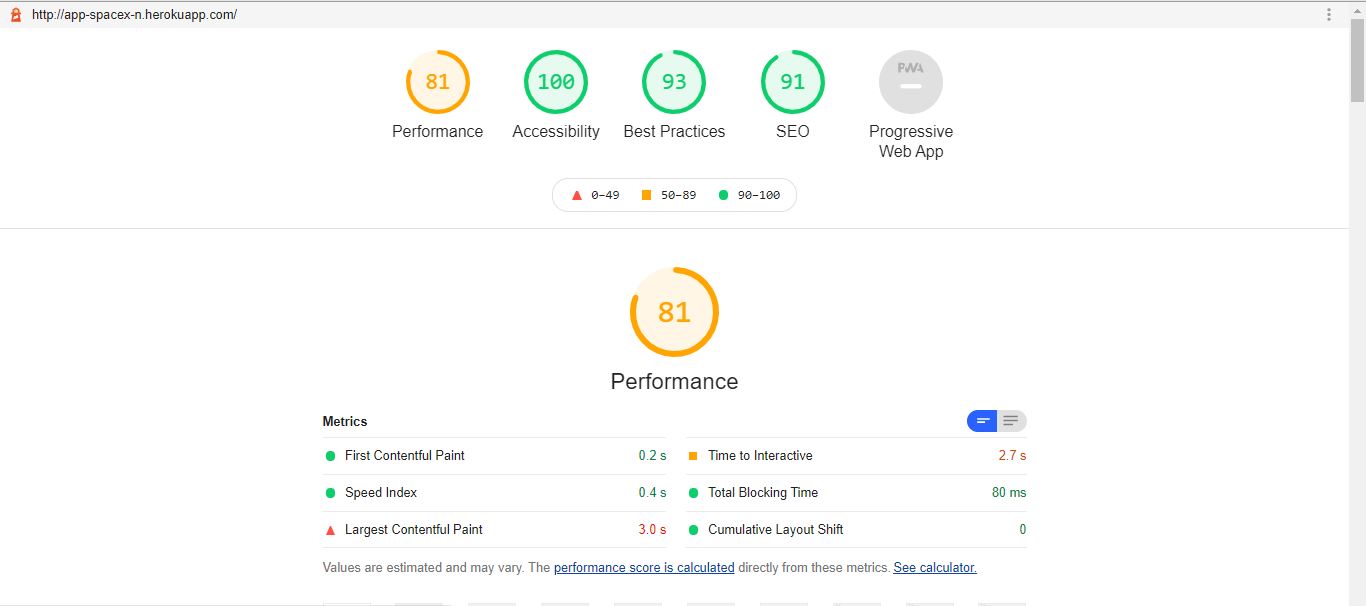 http://app-spacex-n.herokuapp.com/
81 100 93 91 PWA
Performance Accessibility Best Practices SEO Progressive
Web App
0–49 50–89 90–100
81
Performance
Metrics
First Contentful Paint 0.2 s Time to Interactive 2.7 s
Speed Index 0.4 s Total Blocking Time 80 ms
Largest Contentful Paint 3.0 s Cumulative Layout Shift 0
Values are estimated and may vary. The performance score is calculated directly from these metrics. See calculator.